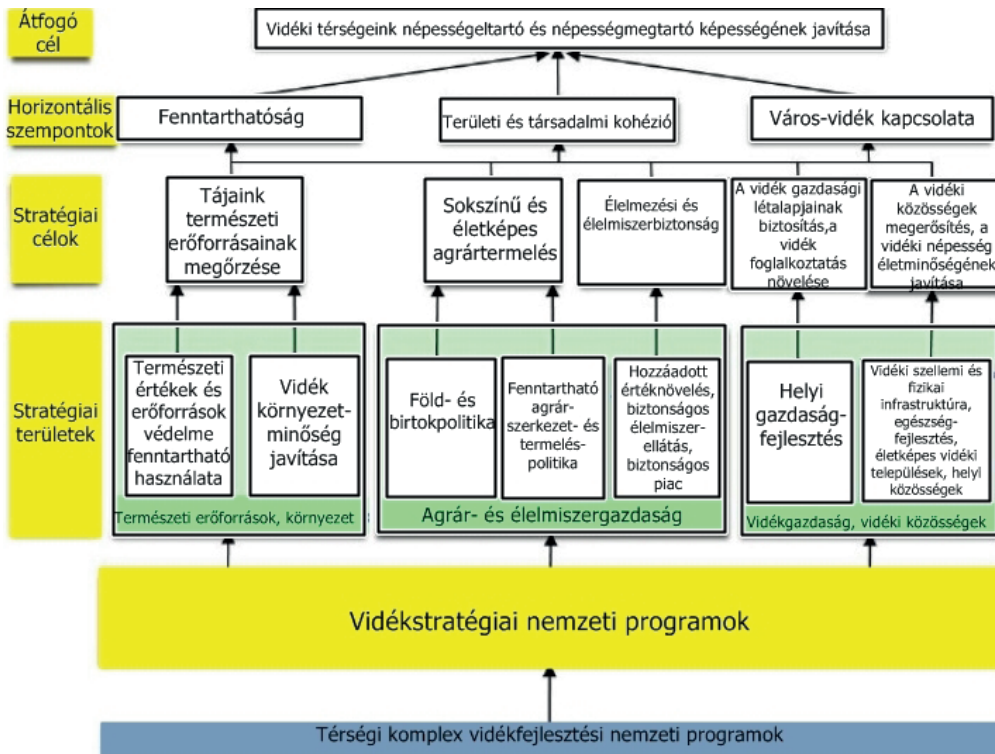 Átfogó
cél
Vidéki térségeink népességeltartó és népességmegtartó képességének javítása
Horizontális
szempontok
Fenntarthatóság
Területi és társadalmi kohézió
Város-vidék kapcsolata
Stratégiai
célok
Tájaink
természeti
erőforrásainak
megőrzése
Sokszínű és
életképes
agrártermelés
Élelmezési és
élelmiszerbiztonság
A vidék gazdasági
létalapjainak
biztosítás,a
vidék
foglalkoztatás
növelése
A vidéki
közösségek
megerősítés, a
vidéki népesség
életminőségének
javítása
Stratégiai
területek
Természeti
értékek és
erőforrások
védelme
fenntartható
használata
Vidék
környezet-
minőség
javítása
Természeti erőforrások, környezet
Föld- és
birtokpolitika
Fenntartható
agrár-
szerkezet- és
termelés-
politika
Hozzáadott
értéknövelés,
biztonságos
élelmiszer-
ellátás,
biztonságos
piac
Agrár- és élelmiszergazdaság
Helyi
gazdaság-
fejlesztés
Vidéki szellemi és
fizikai
infrastruktúra,
egészség-
fejlesztés,
életképes vidéki
települések, helyi
közösségek
Vidékgazdaság, vidéki közösségek
Vidékstratégiai nemzeti programok
Térségi komplex vidékfejlesztési nemzeti programok